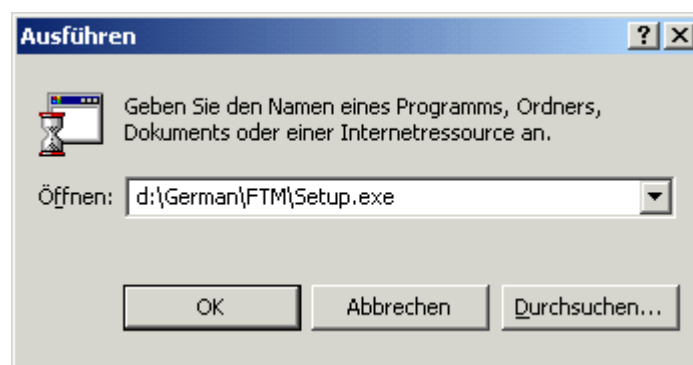 Ausführen
Geben Sie den Namen eines Programms, Ordners,
Dokuments oder einer Internetressource an.
Öffnen: d:\German\FTM\Setup.exe
OK Abbrechen Durchsuchen...